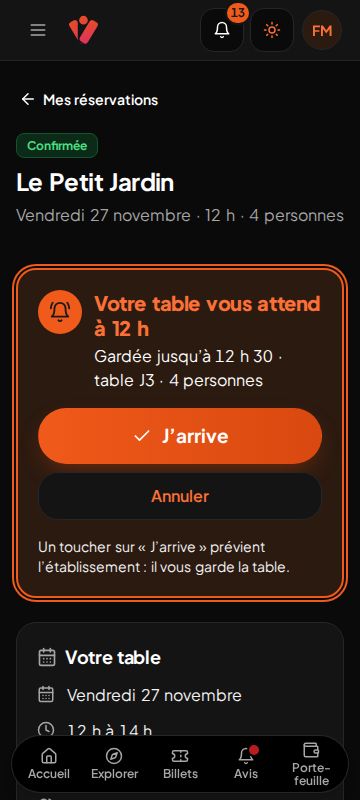 13
FM
Mes réservations
Confirmée
Le Petit Jardin
Vendredi 27 novembre · 12 h · 4 personnes
Votre table vous attend
à 12 h
Gardée jusqu’à 12 h 30 ·
table J3 · 4 personnes
J’arrive
Annuler
Un toucher sur « J’arrive » prévient
l’établissement : il vous garde la table.
Votre table
Vendredi 27 novembre
12 h à 14 h
Accueil
Explorer
Billets
Avis
Porte-
feuille